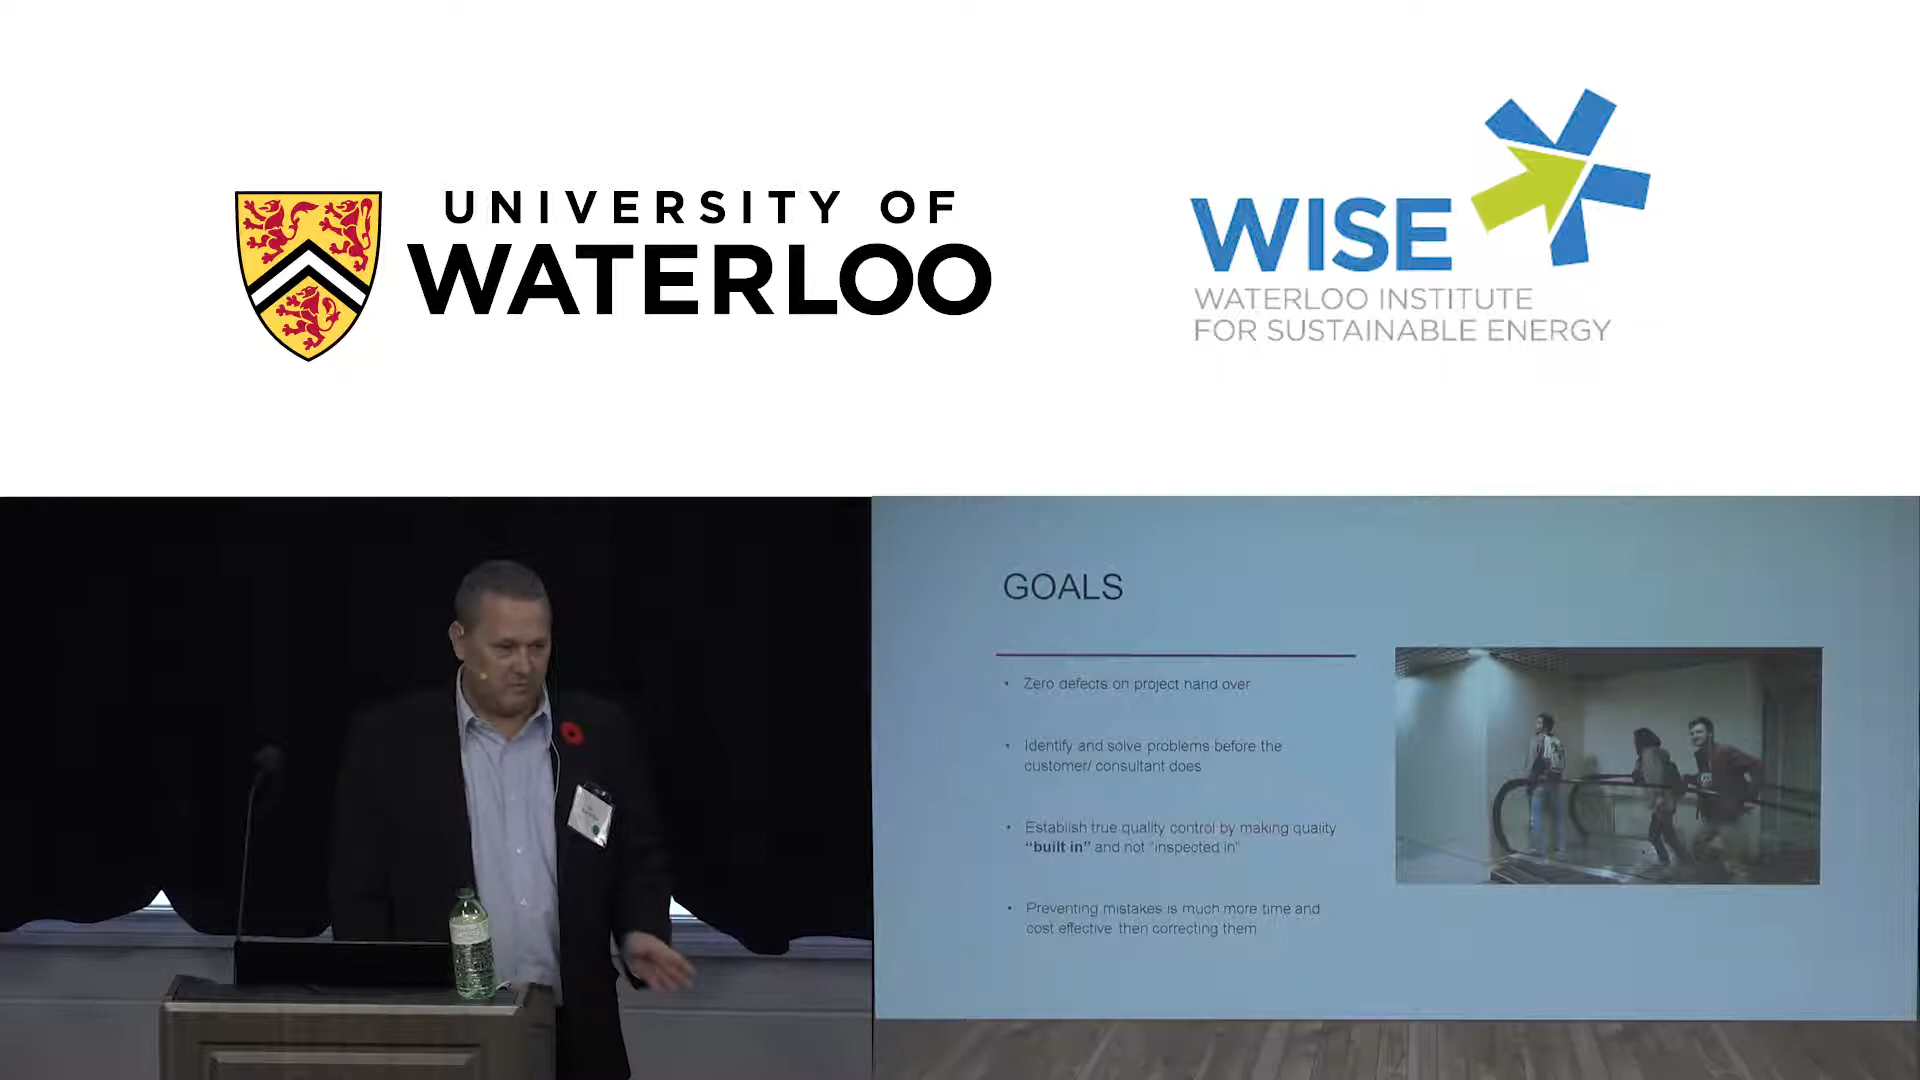 UNIVERSITY OF
WATERLOO
WISE
WATERLOO INSTITUTE
FOR SUSTAINABLE ENERGY
GOALS
• Zero defects on project hand over
• Identify and solve problems before the
customer/ consultant does
• Establish true quality control by making quality
“built in” and not “inspected in”
• Preventing mistakes is much more time and
cost effective then correcting them